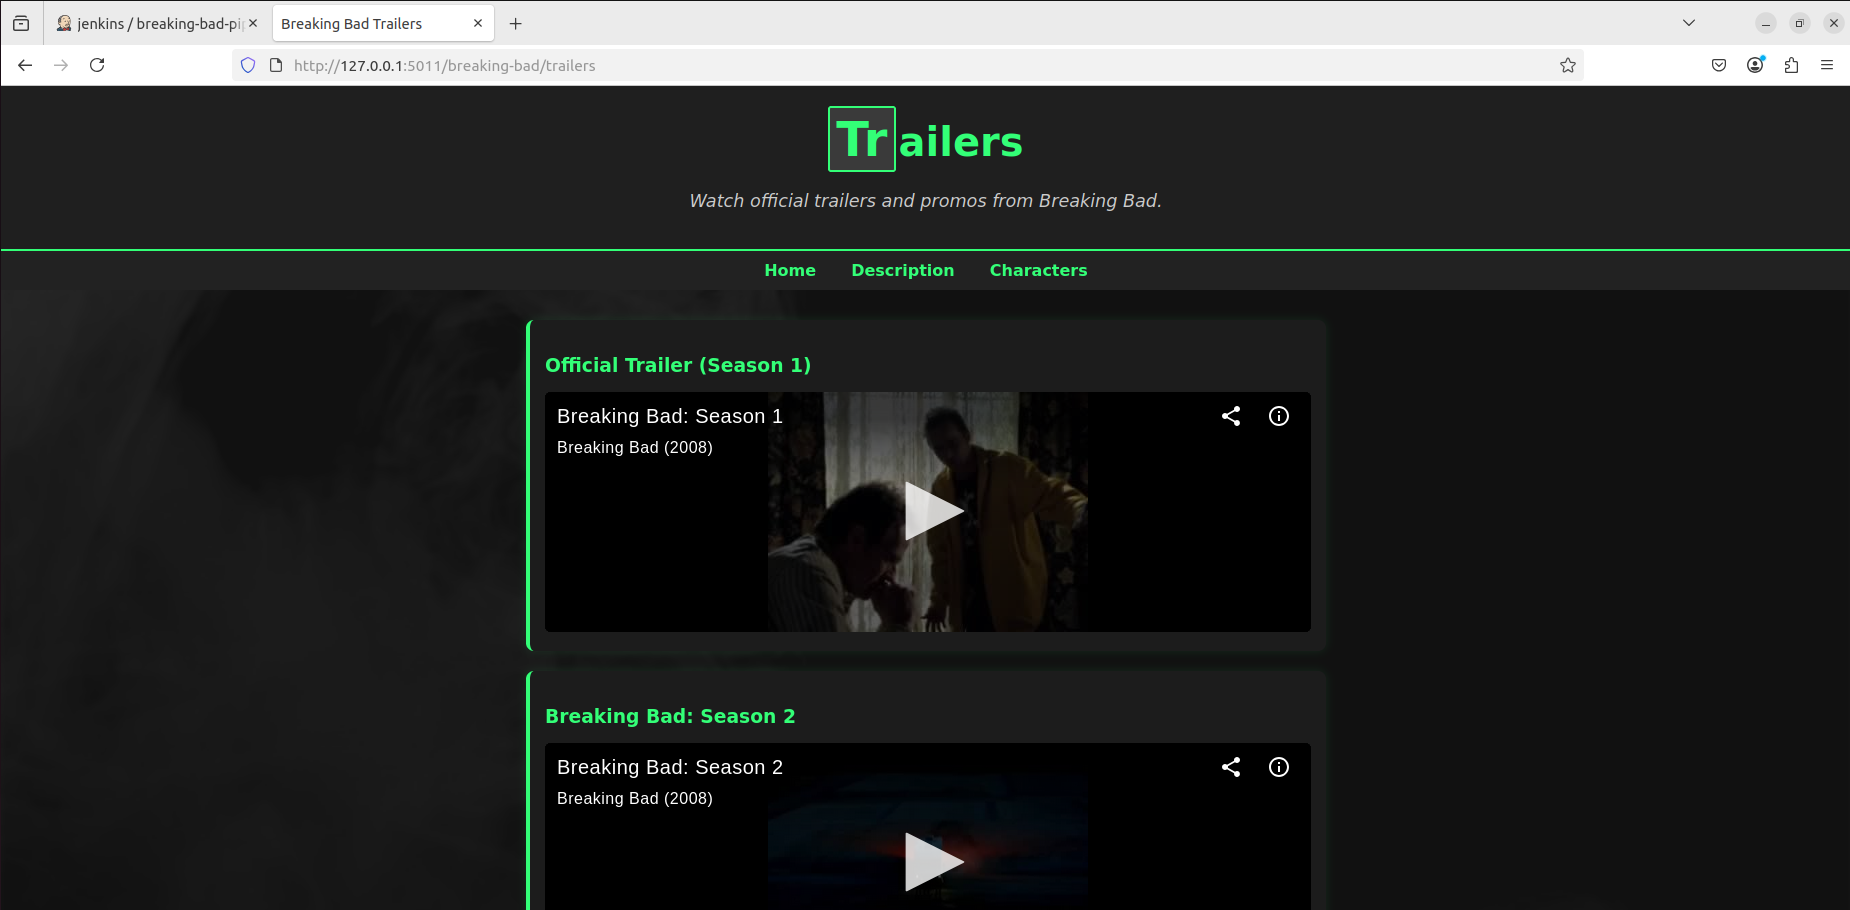 jenkins / breaking-bad-pi
Breaking Bad Trailers
http://127.0.0.1:5011/breaking-bad/trailers
Trailers
Watch official trailers and promos from Breaking Bad.
Home Description Characters
Official Trailer (Season 1)
Breaking Bad: Season 1
Breaking Bad (2008)
Breaking Bad: Season 2
Breaking Bad: Season 2
Breaking Bad (2008)